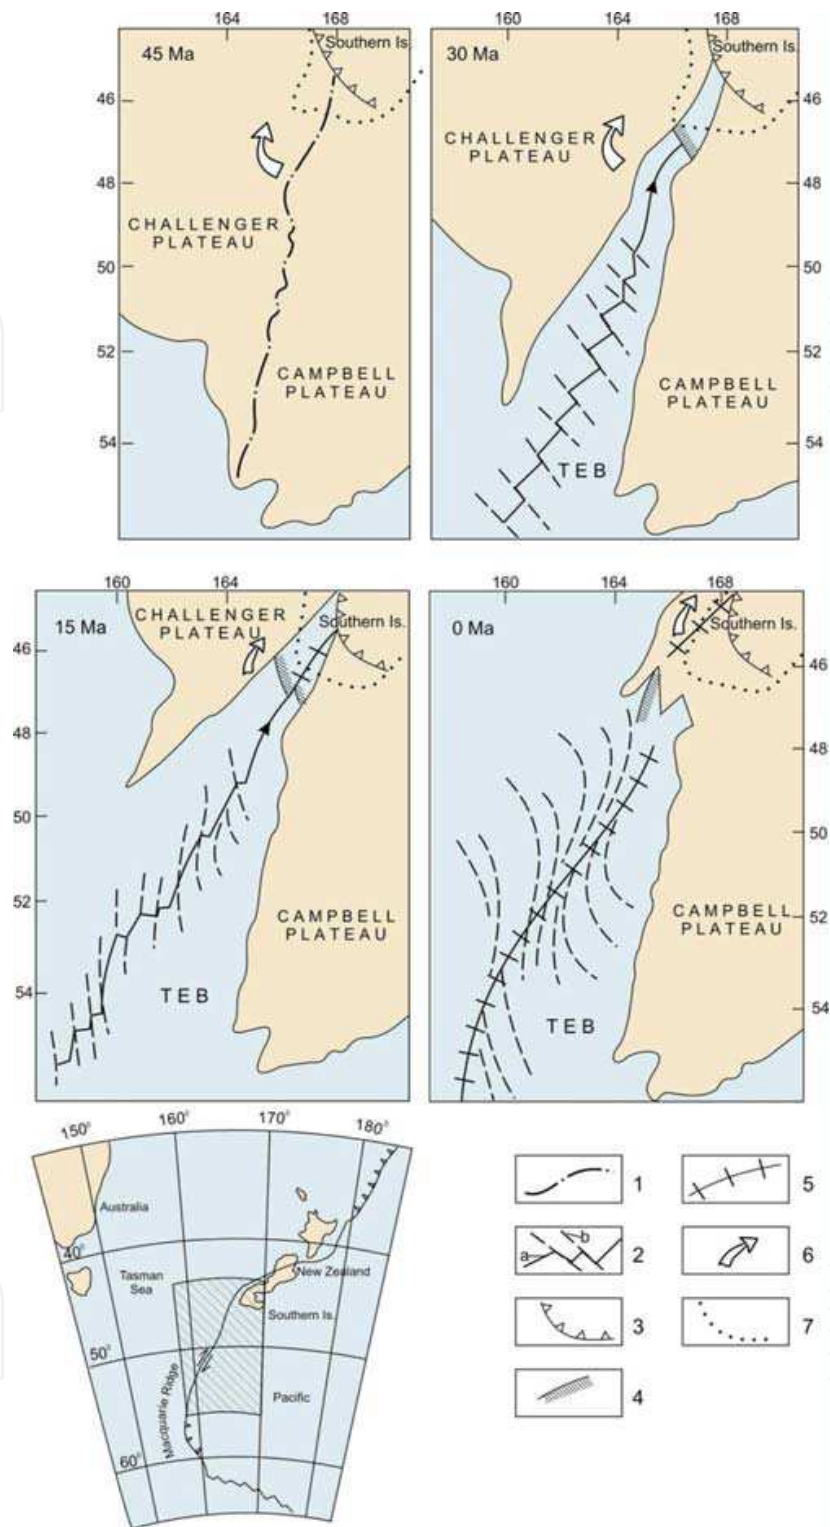 164 168
45 Ma
Southern Is.
46
48
CHALLENGER
PLATEAU
50
52
CAMPBELL
PLATEAU
54
160 164 168
30 Ma
Southern Is.
46
CHALLENGER
PLATEAU
48
50
52
CAMPBELL
PLATEAU
54
TEB
160 164
15 Ma
CHALLENGER
PLATEAU
Southern Is.
46
48
50
52
CAMPBELL
PLATEAU
54
TEB
160 164 168
0 Ma
Southern Is.
46
48
50
CAMPBELL
PLATEAU
52
54
TEB
150° 160° 170° 180°
Australia
40°
Tasman
Sea
New Zealand
Southern Is.
50°
Macquarie Ridge
Pacific
60°
1
a b 2
3
4
5
6
7